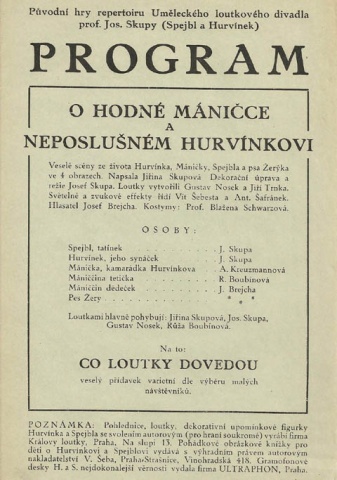 Původní hry repertoiru Uměleckého loutkového divadla
prof. Jos. Skupy (Spejbl a Hurvínek)
PROGRAM
O HODNÉ MÁNIČCE
A
NEPOSLUŠNÉM HURVÍNKOVI
Veselé scény ze života Hurvínka, Máničky, Spejbla a psa Žerýka
ve 4 obrazech. Napsala Jiřina Skupová Dekorační úprava a
režie Josef Skupa. Loutky vytvořili Gustav Nosek a Jiří Trnka.
Světelné a zvukové effekty řídí Vít Šebesta a Ant. Šafránek.
Hlasatel Josef Brejcha. Kostymy: Prof. Blažena Schwarzová.
OSOBY:
Spejbl, tatínek J. Skupa
Hurvínek, jeho synáček J. Skupa
Mánička, kamarádka Hurvínkova A. Kreuzmannová
Mániččina tetička R. Boubínová
Mániččin dědeček J. Brejcha
Pes Žery * * *
Loutkami hlavně pohybují: Jiřina Skupová, Jos. Skupa,
Gustav Nosek, Růža Boubínová.
Na to:
CO LOUTKY DOVEDOU
veselý přídavek varietní dle výběru malých
návštěvníků.
POZNÁMKA: Pohlednice, loutky, dekorativní upomínkové figurky
Hurvínka a Spejbla se svolením autorovým (pro hraní soukromé) vyrábí firma
Královy loutky, Praha, Na slupi 13. Pohádkové obrázkové knížky pro
děti o Hurvínkovi a Spejblovi vydává s výhradním právem autorovým
nakladatelství V. Šeba, Praha-Strašnice, Vinohradská 418. Gramofonové
desky H. a S. nejdokonalejší věrnosti vydala firma ULTRAPHON, Praha.